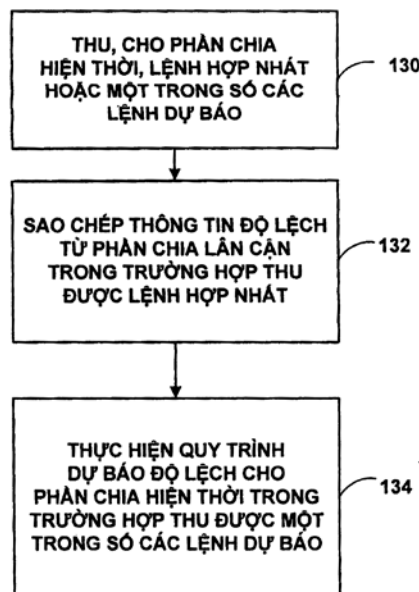 THU, CHO PHẦN CHIA
HIỆN THỜI, LỆNH HỢP NHẤT
HOẶC MỘT TRONG SỐ CÁC
LỆNH DỰ BÁO
130
SAO CHÉP THÔNG TIN ĐỘ LỆCH
TỪ PHẦN CHIA LÂN CẬN
TRONG TRƯỜNG HỢP THU
ĐƯỢC LỆNH HỢP NHẤT
132
THỰC HIỆN QUY TRÌNH
DỰ BÁO ĐỘ LỆCH CHO
PHẦN CHIA HIỆN THỜI TRONG
TRƯỜNG HỢP THU ĐƯỢC MỘT
TRONG SỐ CÁC LỆNH DỰ BÁO
134